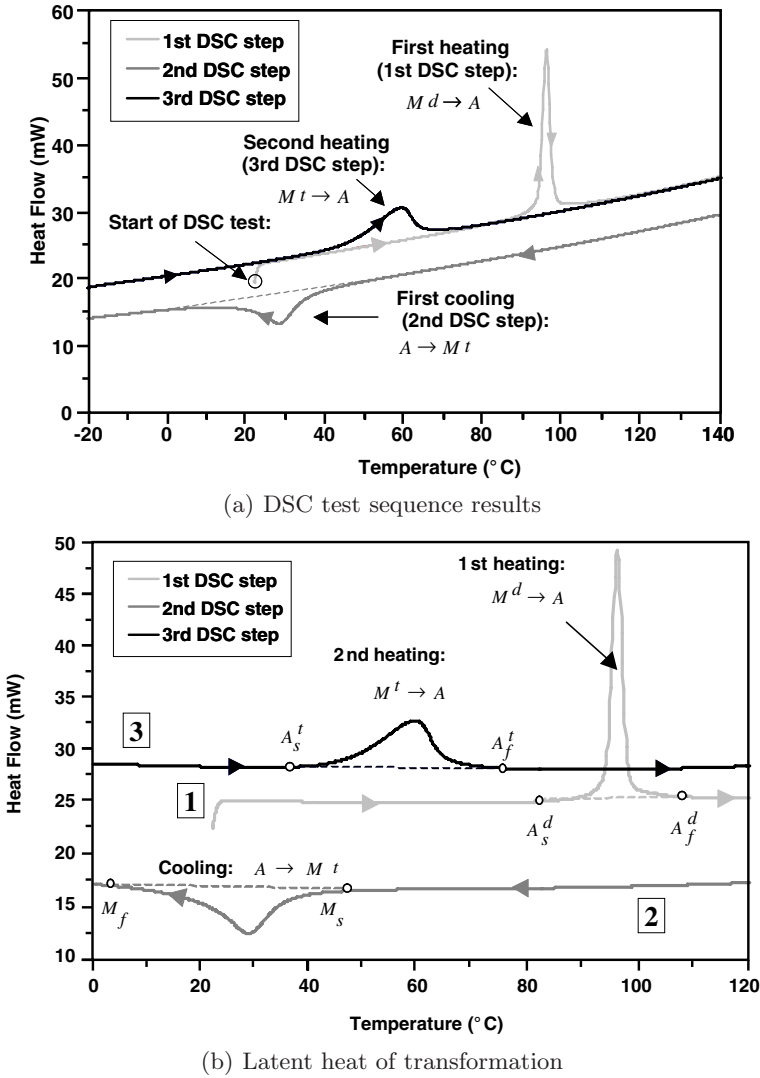 60
50
40
30
20
10
0
Heat Flow (mW)
1st DSC step
2nd DSC step
3rd DSC step
First heating
(1st DSC step):
M d → A
Second heating
(3rd DSC step):
M t → A
Start of DSC test:
First cooling
(2nd DSC step):
A → M t
-20 0 20 40 60 80 100 120 140
Temperature (° C)
(a) DSC test sequence results
50
45
40
35
30
25
20
15
10
Heat Flow (mW)
1st DSC step
2nd DSC step
3rd DSC step
1st heating:
M d → A
2nd heating:
M t → A
3
A s t
A f t
1
A s d
A f d
Cooling: A → M t
M f
M s
2
0 20 40 60 80 100 120
Temperature (° C)
(b) Latent heat of transformation